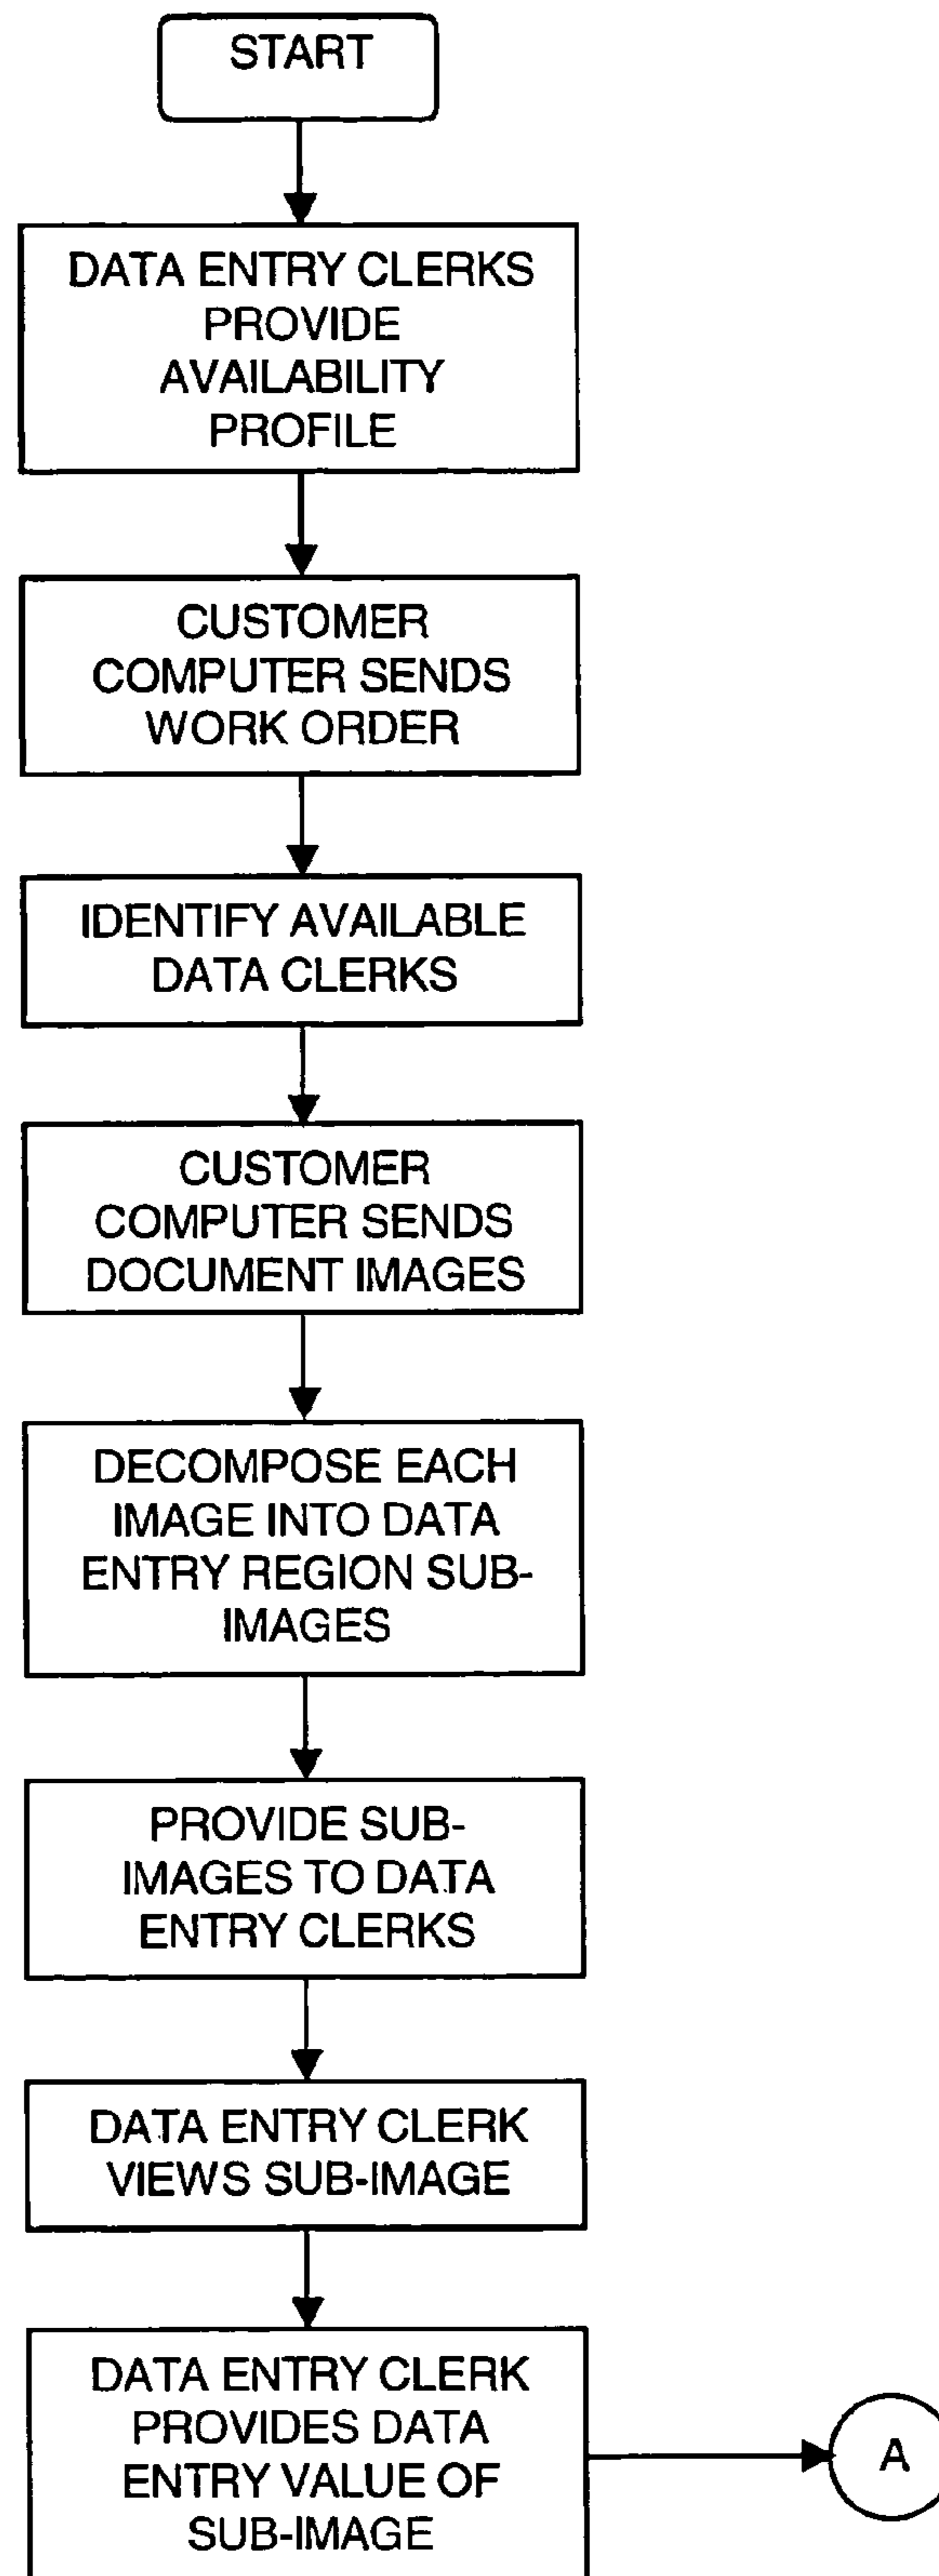 START
DATA ENTRY CLERKS
PROVIDE
AVAILABILITY
PROFILE
CUSTOMER
COMPUTER SENDS
WORK ORDER
IDENTIFY AVAILABLE
DATA CLERKS
CUSTOMER
COMPUTER SENDS
DOCUMENT IMAGES
DECOMPOSE EACH
IMAGE INTO DATA
ENTRY REGION SUB-
IMAGES
PROVIDE SUB-
IMAGES TO DATA
ENTRY CLERKS
DATA ENTRY CLERK
VIEWS SUB-IMAGE
DATA ENTRY CLERK
PROVIDES DATA
ENTRY VALUE OF
SUB-IMAGE
A